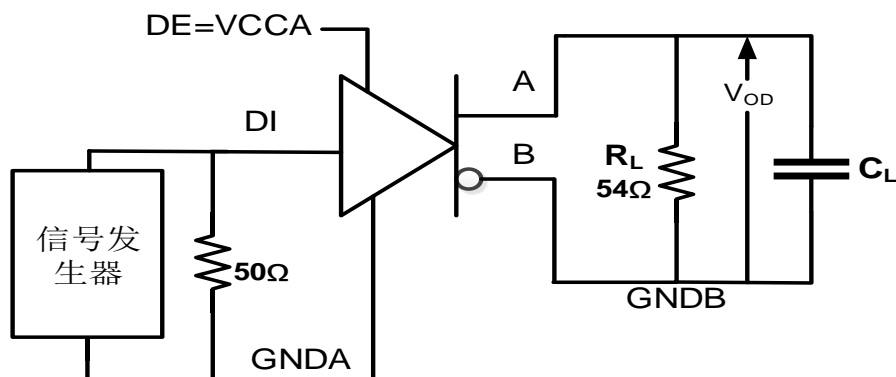 DE=VCCA
DI
A
B
V_OD
R_L
54Ω
C_L
信号发
生器
50Ω
GNDA
GNDB